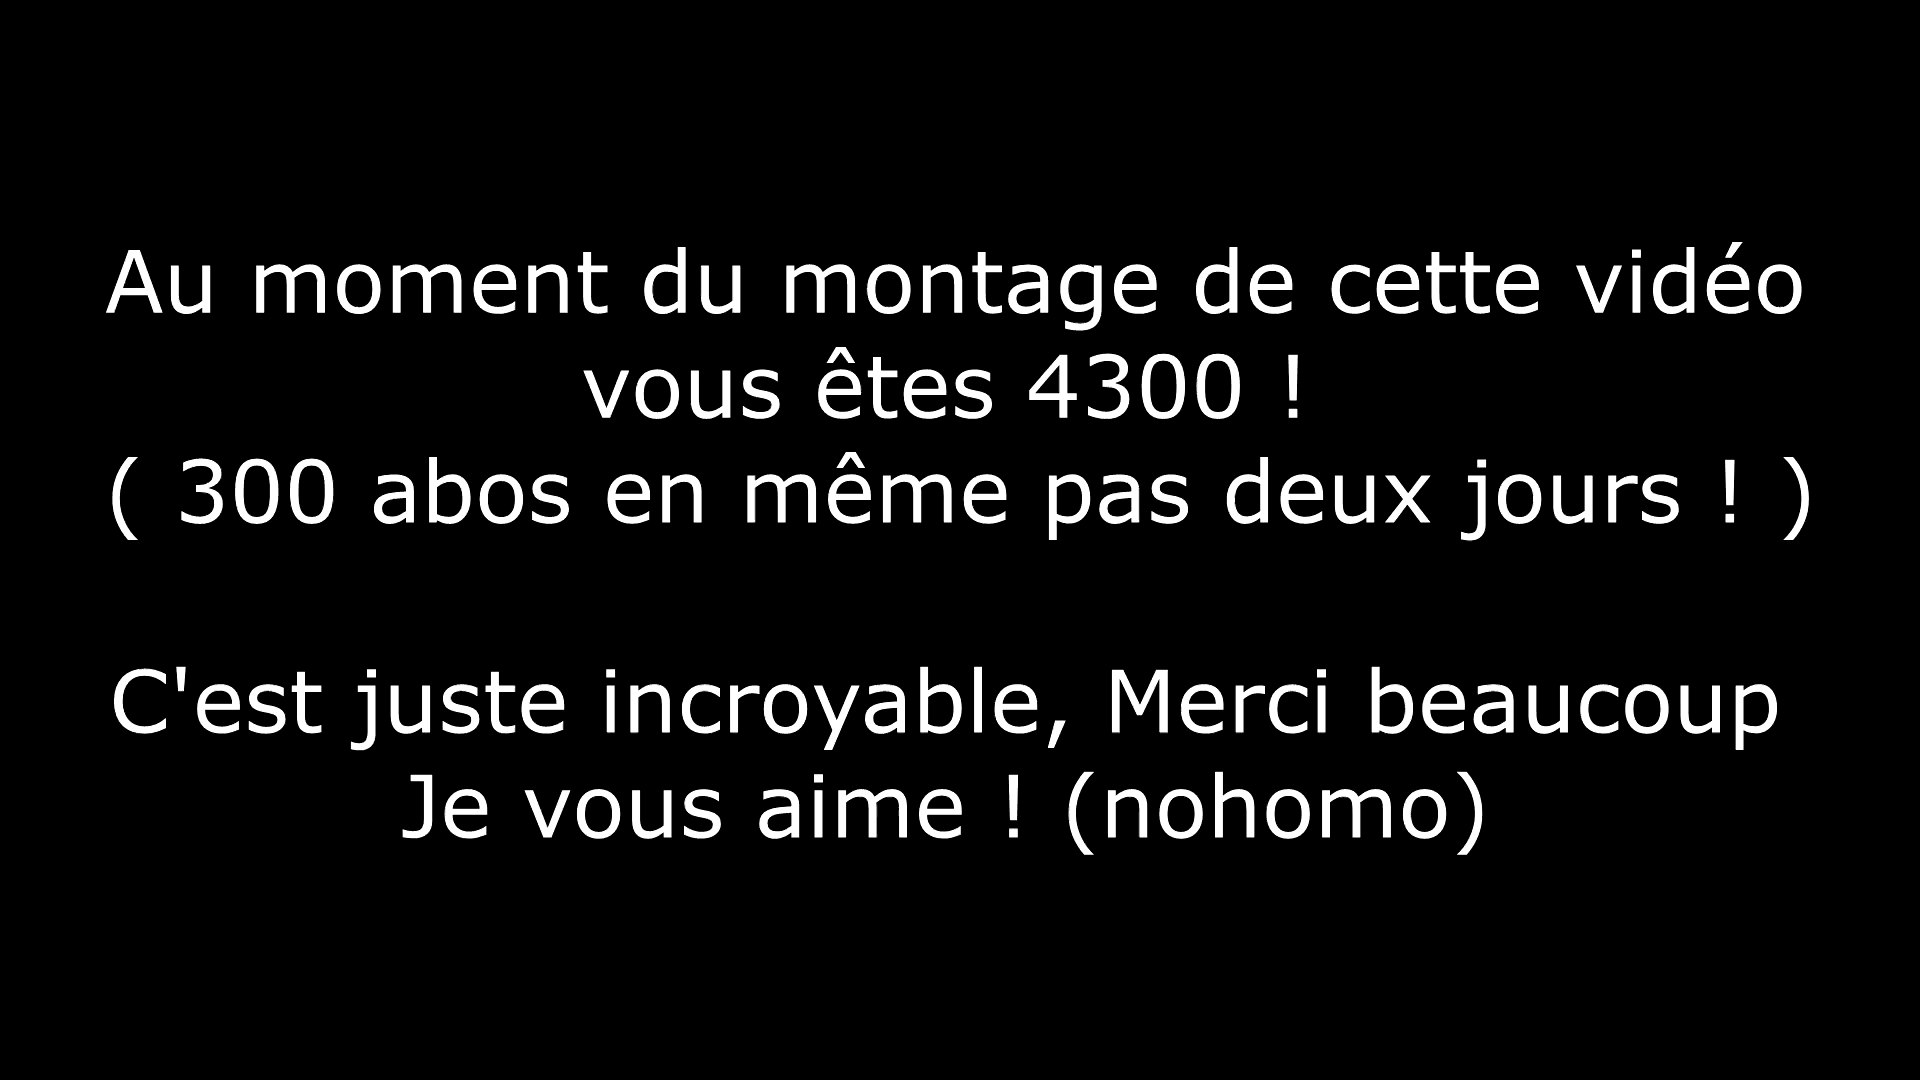 Au moment du montage de cette vidéo
vous êtes 4300 !
( 300 abos en même pas deux jours ! )
C'est juste incroyable, Merci beaucoup
Je vous aime ! (nohomo)